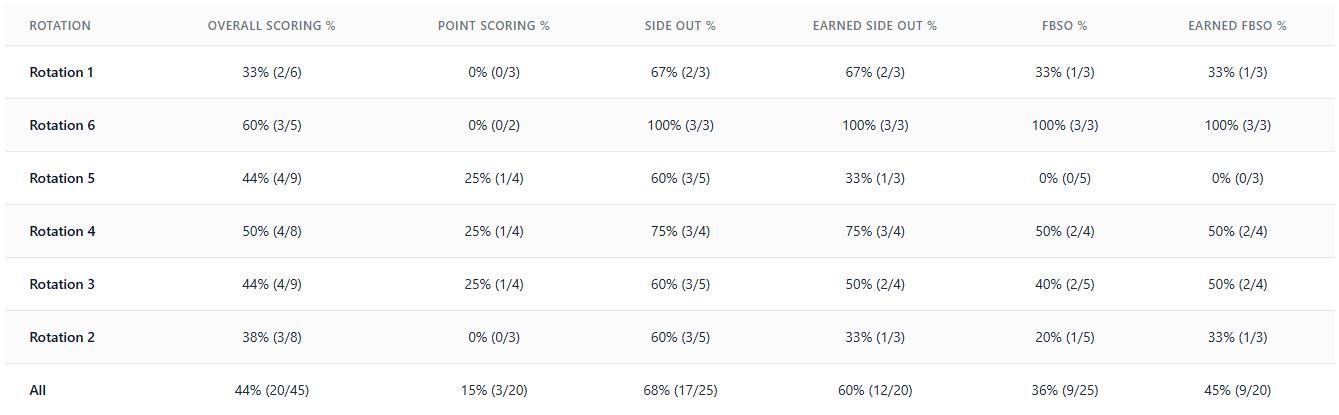 ROTATION OVERALL SCORING % POINT SCORING % SIDE OUT % EARNED SIDE OUT % FBSO % EARNED FBSO %
Rotation 1 33% (2/6) 0% (0/3) 67% (2/3) 67% (2/3) 33% (1/3) 33% (1/3)
Rotation 6 60% (3/5) 0% (0/2) 100% (3/3) 100% (3/3) 100% (3/3) 100% (3/3)
Rotation 5 44% (4/9) 25% (1/4) 60% (3/5) 33% (1/3) 0% (0/5) 0% (0/3)
Rotation 4 50% (4/8) 25% (1/4) 75% (3/4) 75% (3/4) 50% (2/4) 50% (2/4)
Rotation 3 44% (4/9) 25% (1/4) 60% (3/5) 50% (2/4) 40% (2/5) 50% (2/4)
Rotation 2 38% (3/8) 0% (0/3) 60% (3/5) 33% (1/3) 20% (1/5) 33% (1/3)
All 44% (20/45) 15% (3/20) 68% (17/25) 60% (12/20) 36% (9/25) 45% (9/20)